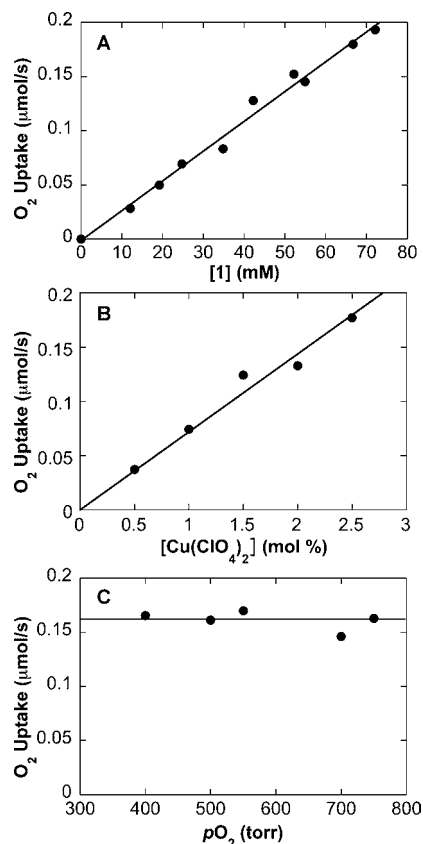 A
O2 Uptake (μmol/s)
0.2
0.15
0.1
0.05
0
0 10 20 30 40 50 60 70 80
[1] (mM)
B
O2 Uptake (μmol/s)
0.2
0.15
0.1
0.05
0
0 0.5 1 1.5 2 2.5 3
[Cu(ClO4)2] (mol %)
C
O2 Uptake (μmol/s)
0.2
0.15
0.1
0.05
0
300 400 500 600 700 800
pO2 (torr)